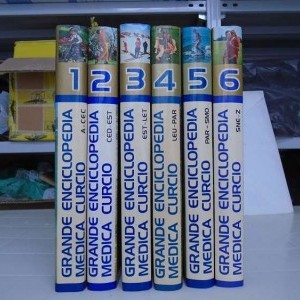 1
A-CEC
GRANDE ENCICLOPEDIA
MEDICA CURCIO
2
CED-EST
GRANDE ENCICLOPEDIA
MEDICA CURCIO
3
EST-LET
GRANDE ENCICLOPEDIA
MEDICA CURCIO
4
LEU-PAR
GRANDE ENCICLOPEDIA
MEDICA CURCIO
5
PAR-SMO
GRANDE ENCICLOPEDIA
MEDICA CURCIO
6
SNE-Z
GRANDE ENCICLOPEDIA
MEDICA CURCIO